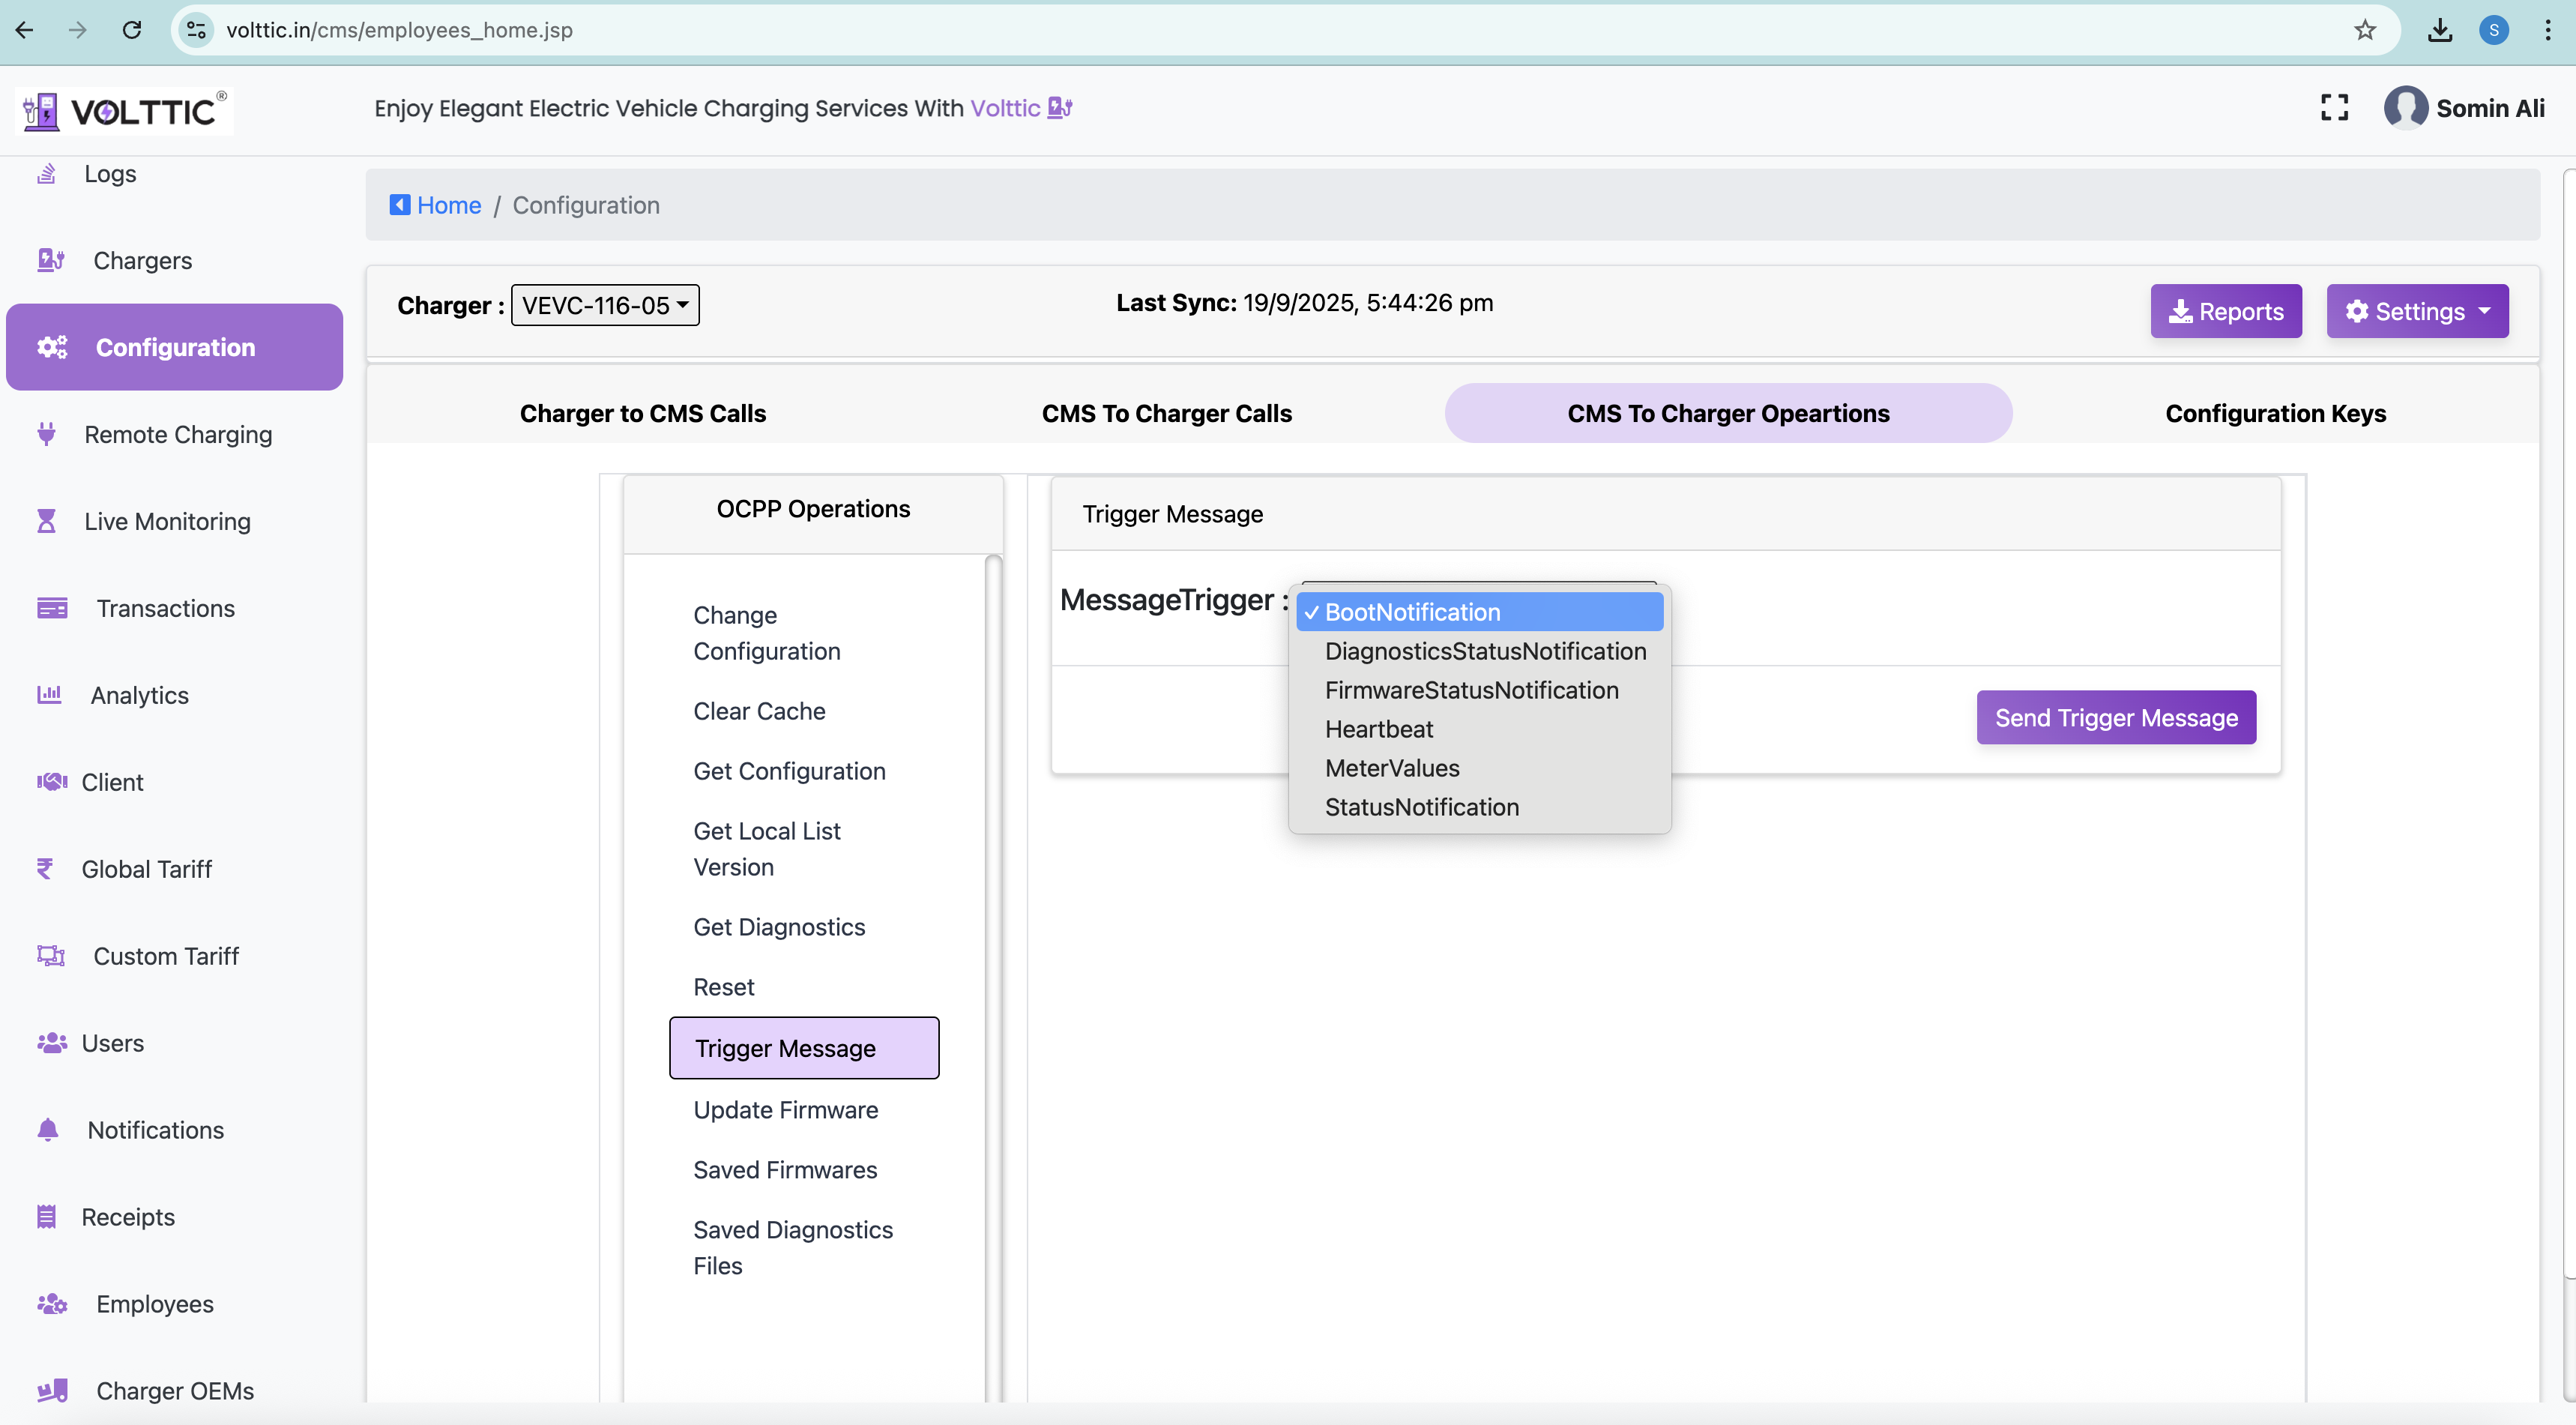 volttic.in/cms/employees_home.jsp
S
VOLTTIC®
Enjoy Elegant Electric Vehicle Charging Services With Volttic
Somin Ali
Logs
Chargers
Configuration
Remote Charging
Live Monitoring
Transactions
Analytics
Client
Global Tariff
Custom Tariff
Users
Notifications
Receipts
Employees
Charger OEMs
Home / Configuration
Charger : VEVC-116-05
Last Sync: 19/9/2025, 5:44:26 pm
Reports
Settings
Charger to CMS Calls
CMS To Charger Calls
CMS To Charger Opeartions
Configuration Keys
OCPP Operations
Change
Configuration
Clear Cache
Get Configuration
Get Local List
Version
Get Diagnostics
Reset
Trigger Message
Update Firmware
Saved Firmwares
Saved Diagnostics
Files
Trigger Message
MessageTrigger :
✓ BootNotification
DiagnosticsStatusNotification
FirmwareStatusNotification
Heartbeat
MeterValues
StatusNotification
Send Trigger Message